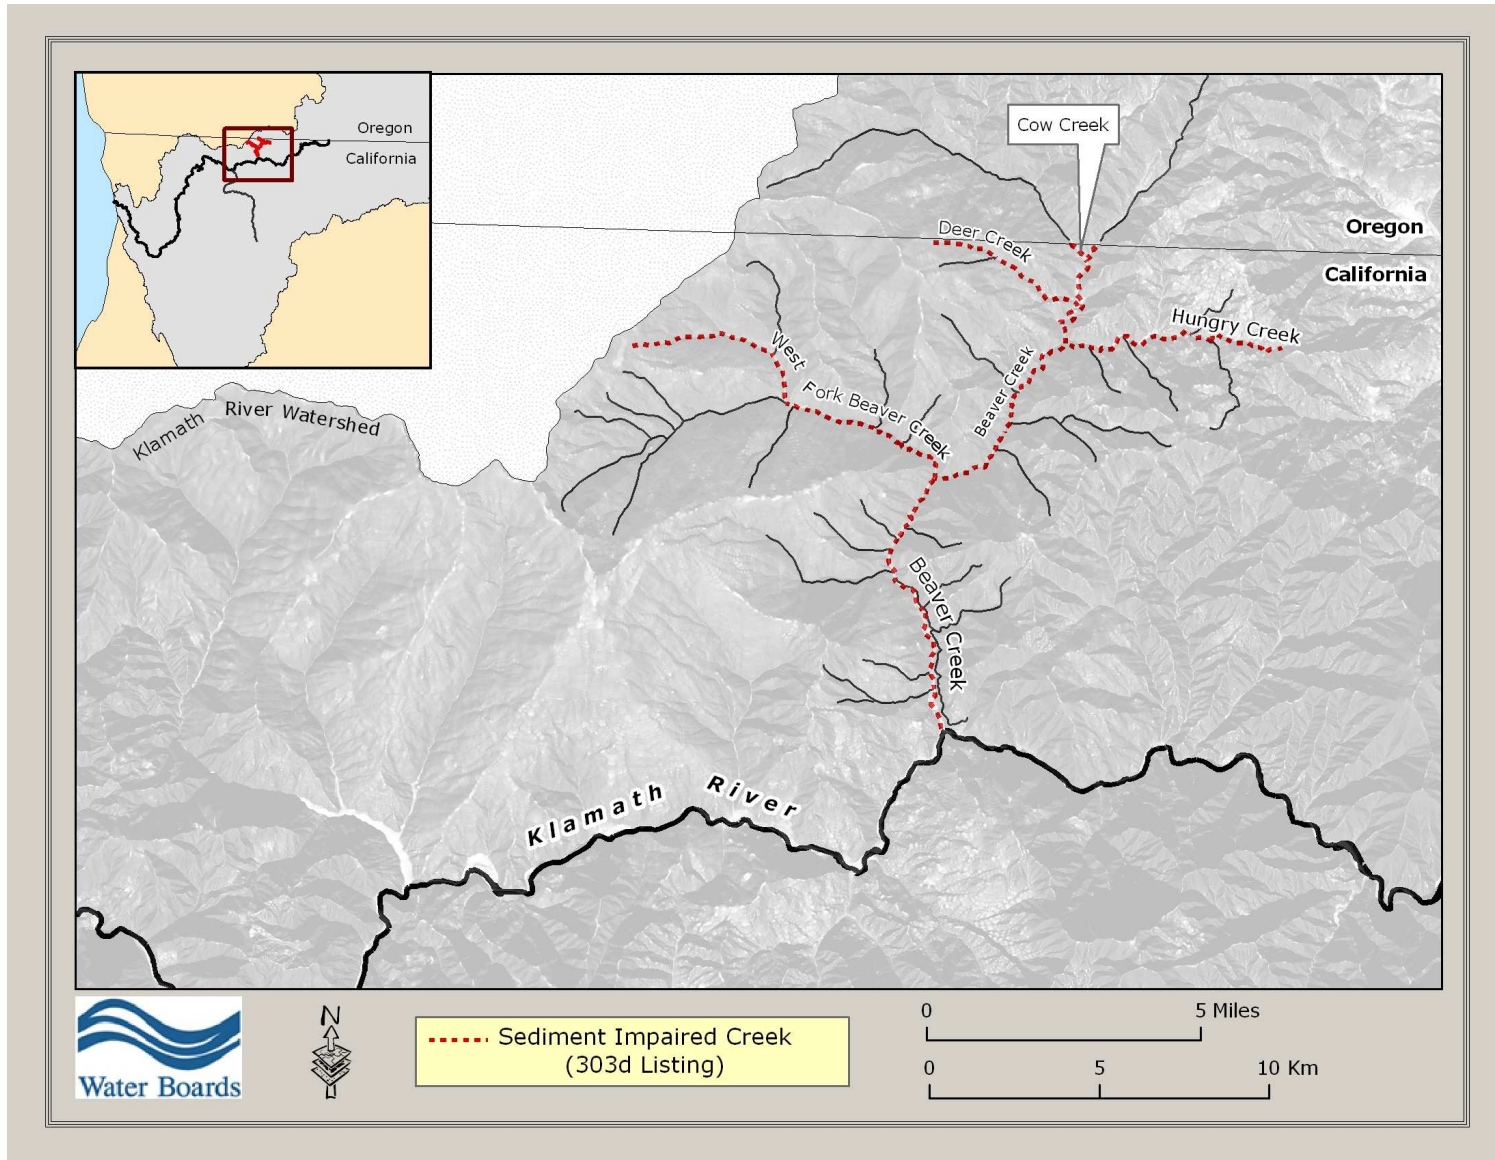 Oregon
California
Cow Creek
Oregon
California
Deer Creek
Hungry Creek
West
Fork Beaver Creek
Beaver Creek
Klamath River Watershed
Beaver Creek
Klamath River
Water Boards
N
Sediment Impaired Creek
(303d Listing)
0 5 Miles
0 5 10 Km